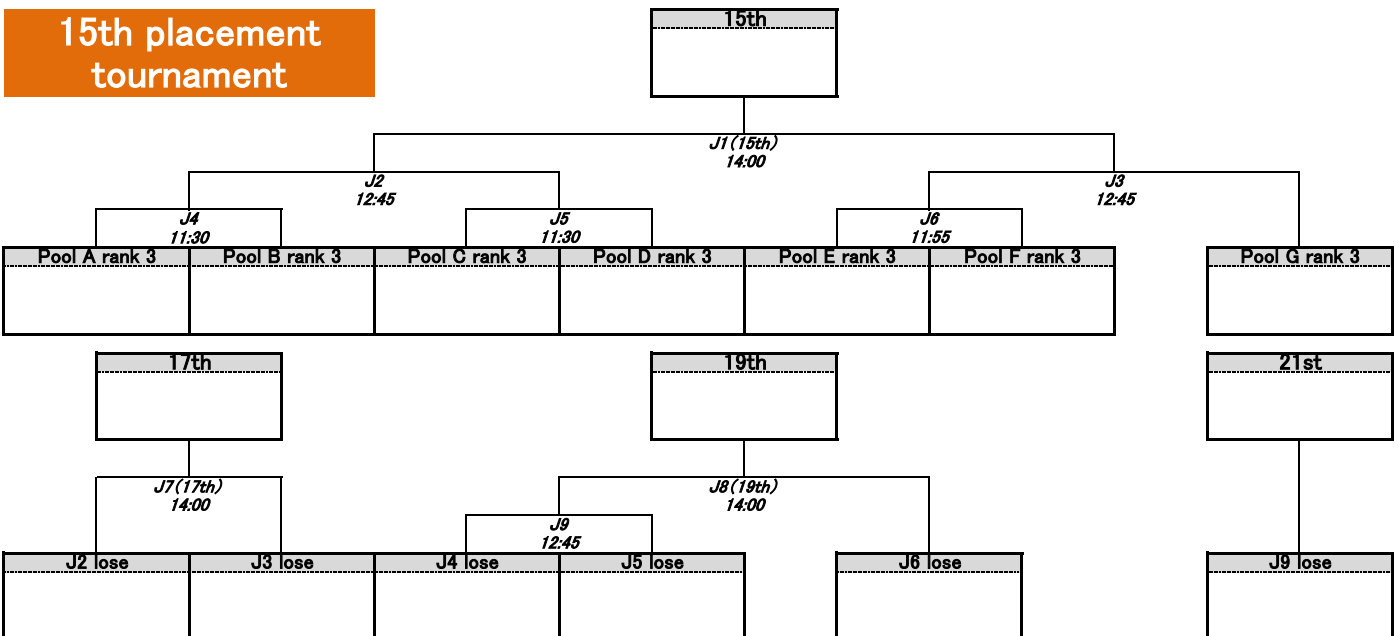 15th placement
tournament
15th
J1(15th)
14:00
J2
12:45
J3
12:45
J4
11:30
J5
11:30
J6
11:55
Pool A rank 3
Pool B rank 3
Pool C rank 3
Pool D rank 3
Pool E rank 3
Pool F rank 3
Pool G rank 3
17th
19th
21st
J7(17th)
14:00
J8(19th)
14:00
J9
12:45
J2 lose
J3 lose
J4 lose
J5 lose
J6 lose
J9 lose